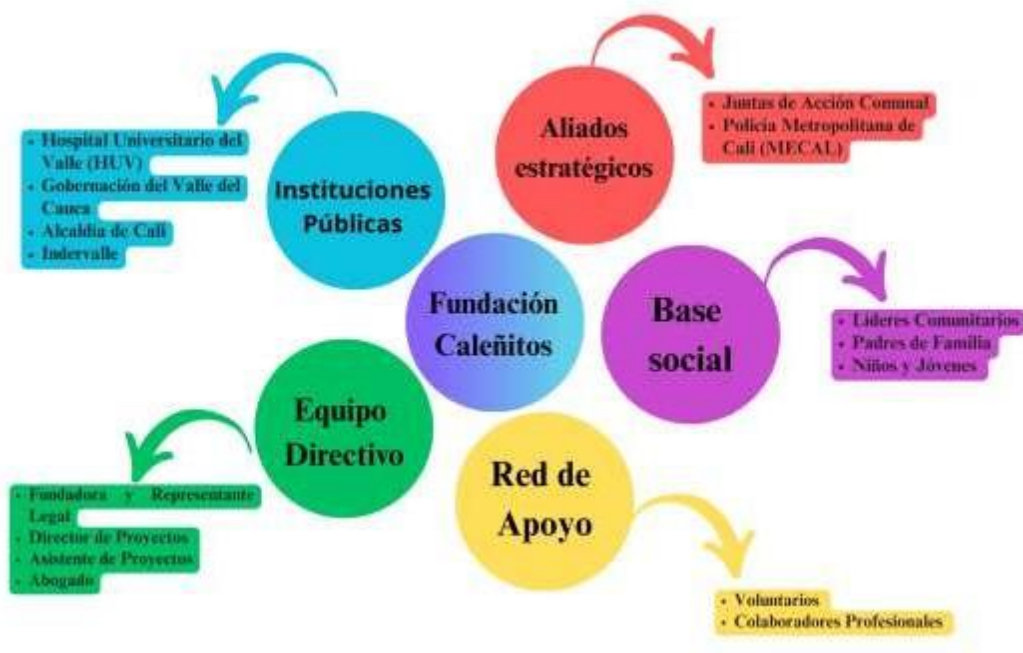 Aliados
estratégicos
• Juntas de Acción Comunal
• Policía Metropolitana de
Cali (MECAL)
Instituciones
Públicas
• Hospital Universitario del
Valle (HUV)
• Gobernación del Valle del
Cauca
• Alcaldía de Cali
• Indervalle
Fundación
Caleñitos
Base
social
• Líderes Comunitarios
• Padres de Familia
• Niños y Jóvenes
Equipo
Directivo
• Fundadora y Representante
Legal
• Director de Proyectos
• Asistente de Proyectos
• Abogado
Red de
Apoyo
• Voluntarios
• Colaboradores Profesionales